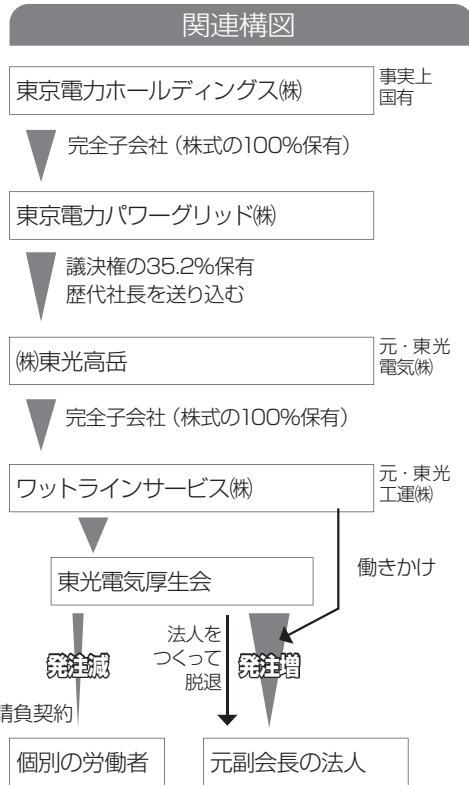 関連構図
東京電力ホールディングス㈱
事実上
国有
完全子会社（株式の100%保有）
東京電力パワーグリッド㈱
議決権の35.2%保有
歴代社長を送り込む
㈱東光高岳
元・東光
電気㈱
完全子会社（株式の100%保有）
ワットラインサービス㈱
元・東光
工運㈱
働きかけ
東光電気厚生会
法人を
つくって
脱退
発注減
発注増
請負契約
個別の労働者
元副会長の法人